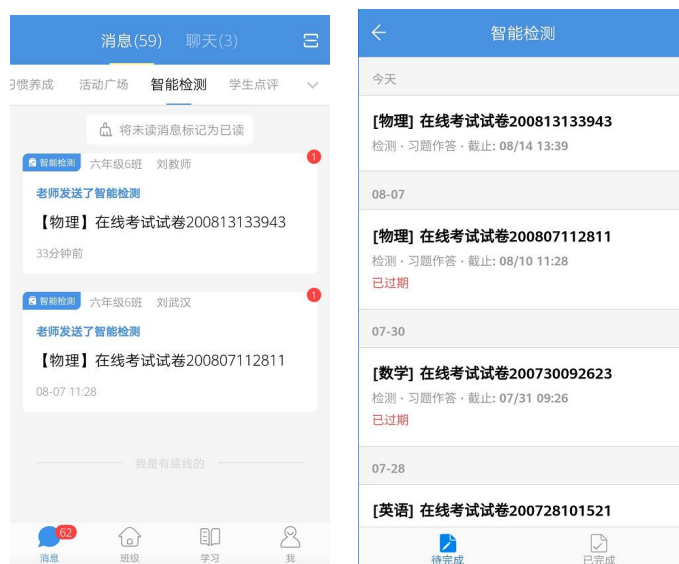 消息(59) 聊天(3)
习惯养成 活动广场 智能检测 学生点评
将未读消息标记为已读
智能检测 六年级6班 刘教师 1
老师发送了智能检测
【物理】在线考试试卷200813133943
33分钟前
智能检测 六年级6班 刘武汉 1
老师发送了智能检测
【物理】在线考试试卷200807112811
08-07 11:28
我是有底线的
62
消息 班级 学习 我
智能检测
今天
[物理] 在线考试试卷200813133943
检测 · 习题作答 · 截止: 08/14 13:39
08-07
[物理] 在线考试试卷200807112811
检测 · 习题作答 · 截止: 08/10 11:28
已过期
07-30
[数学] 在线考试试卷200730092623
检测 · 习题作答 · 截止: 07/31 09:26
已过期
07-28
[英语] 在线考试试卷200728101521
待完成 已完成